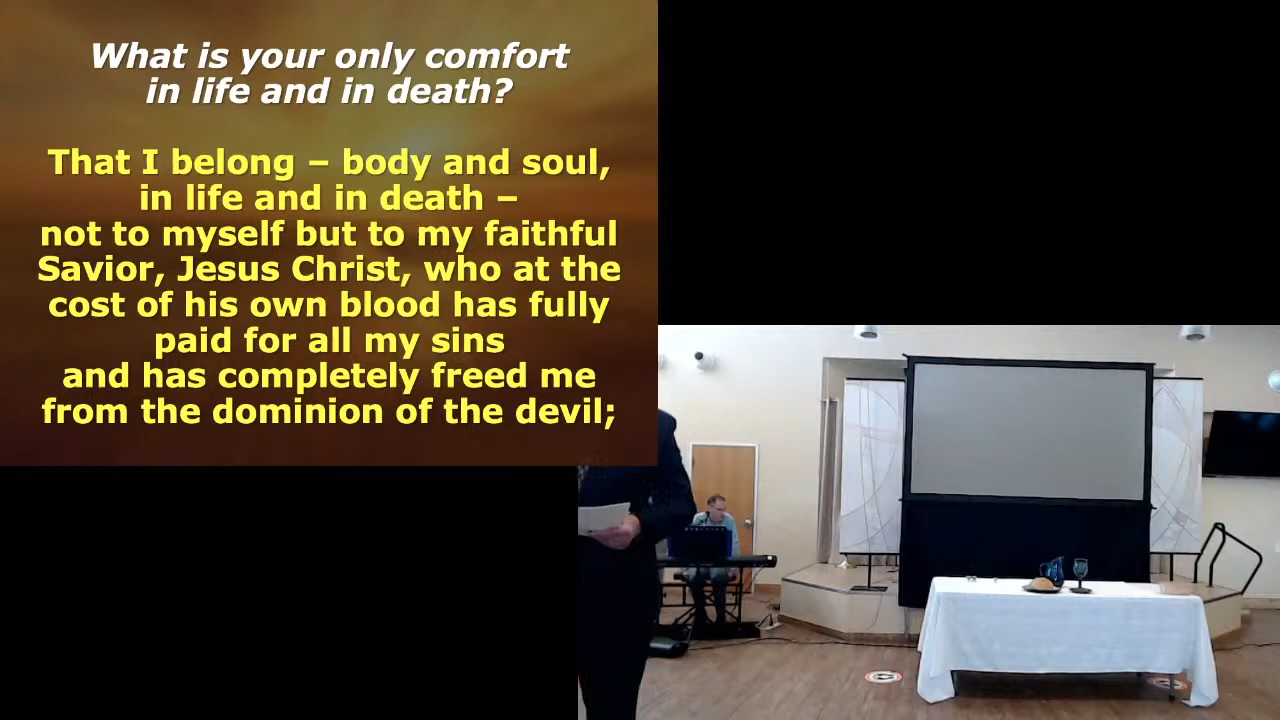 What is your only comfort
in life and in death?
That I belong – body and soul,
in life and in death –
not to myself but to my faithful
Savior, Jesus Christ, who at the
cost of his own blood has fully
paid for all my sins
and has completely freed me
from the dominion of the devil;